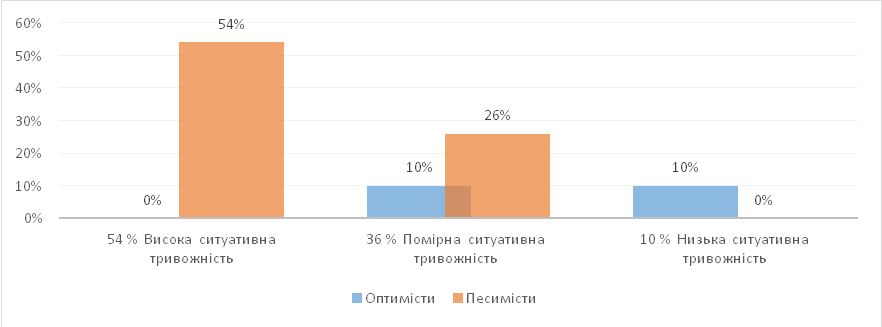 60%
54%
50%
40%
30%
26%
20%
10%
10%
10%
0%
0%
0%
54 % Висока ситуативна
тривожність
36 % Помірна ситуативна
тривожність
10 % Низька ситуативна
тривожність
Оптимісти Песимісти